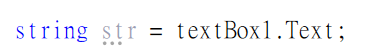 string str = textBox1.Text;